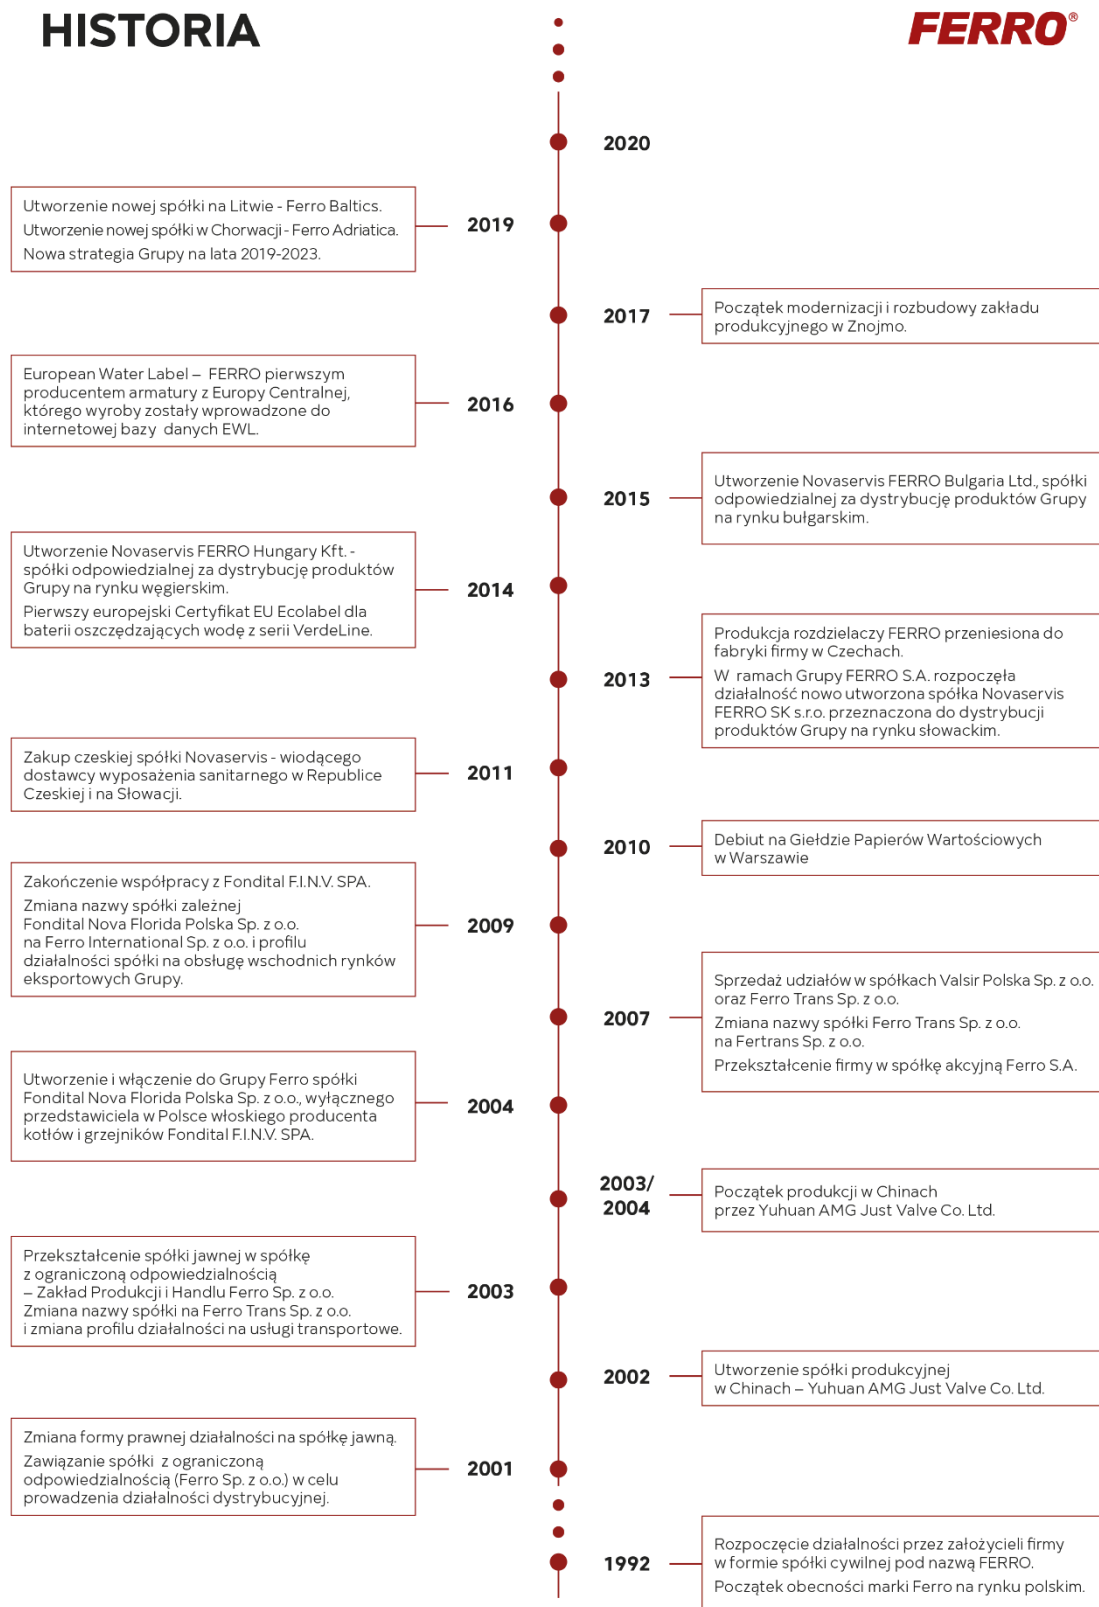 HISTORIA
FERRO®
2020
Utworzenie nowej spółki na Litwie - Ferro Baltics.
Utworzenie nowej spółki w Chorwacji - Ferro Adriatica.
Nowa strategia Grupy na lata 2019-2023.
2019
2017
Początek modernizacji i rozbudowy zakładu
produkcyjnego w Znojmo.
European Water Label – FERRO pierwszym
producentem armatury z Europy Centralnej,
którego wyroby zostały wprowadzone do
internetowej bazy danych EWL.
2016
2015
Utworzenie Novaservis FERRO Bulgaria Ltd., spółki
odpowiedzialnej za dystrybucję produktów Grupy
na rynku bułgarskim.
Utworzenie Novaservis FERRO Hungary Kft. -
spółki odpowiedzialnej za dystrybucję produktów
Grupy na rynku węgierskim.
Pierwszy europejski Certyfikat EU Ecolabel dla
baterii oszczędzających wodę z serii VerdeLine.
2014
2013
Produkcja rozdzielaczy FERRO przeniesiona do
fabryki firmy w Czechach.
W ramach Grupy FERRO S.A. rozpoczęła
działalność nowo utworzona spółka Novaservis
FERRO SK s.r.o. przeznaczona do dystrybucji
produktów Grupy na rynku słowackim.
Zakup czeskiej spółki Novaservis - wiodącego
dostawcy wyposażenia sanitarnego w Republice
Czeskiej i na Słowacji.
2011
2010
Debiut na Giełdzie Papierów Wartościowych
w Warszawie
Zakończenie współpracy z Fondital F.I.N.V. SPA.
Zmiana nazwy spółki zależnej
Fondital Nova Florida Polska Sp. z o.o.
na Ferro International Sp. z o.o. i profilu
działalności spółki na obsługę wschodnich rynków
eksportowych Grupy.
2009
2007
Sprzedaż udziałów w spółkach Valsir Polska Sp. z o.o.
oraz Ferro Trans Sp. z o.o.
Zmiana nazwy spółki Ferro Trans Sp. z o.o.
na Fertrans Sp. z o.o.
Przekształcenie firmy w spółkę akcyjną Ferro S.A.
Utworzenie i włączenie do Grupy Ferro spółki
Fondital Nova Florida Polska Sp. z o.o., wyłącznego
przedstawiciela w Polsce włoskiego producenta
kotłów i grzejników Fondital F.I.N.V. SPA.
2004
2003/
2004
Początek produkcji w Chinach
przez Yuhuan AMG Just Valve Co. Ltd.
Przekształcenie spółki jawnej w spółkę
z ograniczoną odpowiedzialnością
– Zakład Produkcji i Handlu Ferro Sp. z o.o.
Zmiana nazwy spółki na Ferro Trans Sp. z o.o.
i zmiana profilu działalności na usługi transportowe.
2003
2002
Utworzenie spółki produkcyjnej
w Chinach – Yuhuan AMG Just Valve Co. Ltd.
Zmiana formy prawnej działalności na spółkę jawną.
Zawiązanie spółki z ograniczoną
odpowiedzialnością (Ferro Sp. z o.o.) w celu
prowadzenia działalności dystrybucyjnej.
2001
1992
Rozpoczęcie działalności przez założycieli firmy
w formie spółki cywilnej pod nazwą FERRO.
Początek obecności marki Ferro na rynku polskim.